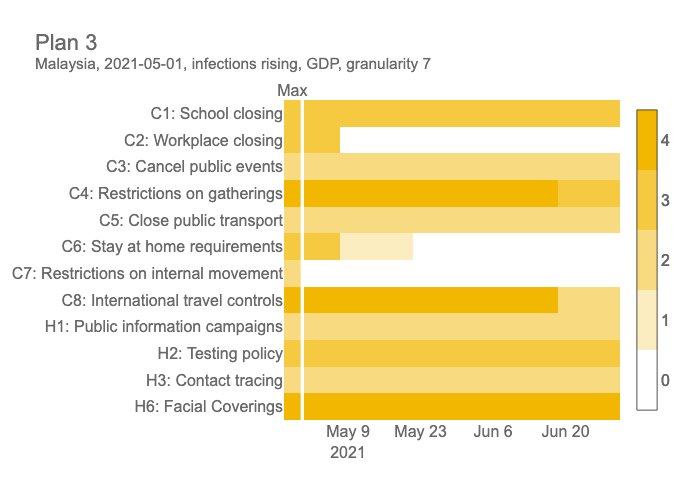 Plan 3
Malaysia, 2021-05-01, infections rising, GDP, granularity 7
Max
C1: School closing
C2: Workplace closing
C3: Cancel public events
C4: Restrictions on gatherings
C5: Close public transport
C6: Stay at home requirements
C7: Restrictions on internal movement
C8: International travel controls
H1: Public information campaigns
H2: Testing policy
H3: Contact tracing
H6: Facial Coverings
May 9 May 23 Jun 6 Jun 20
2021
4
3
2
1
0